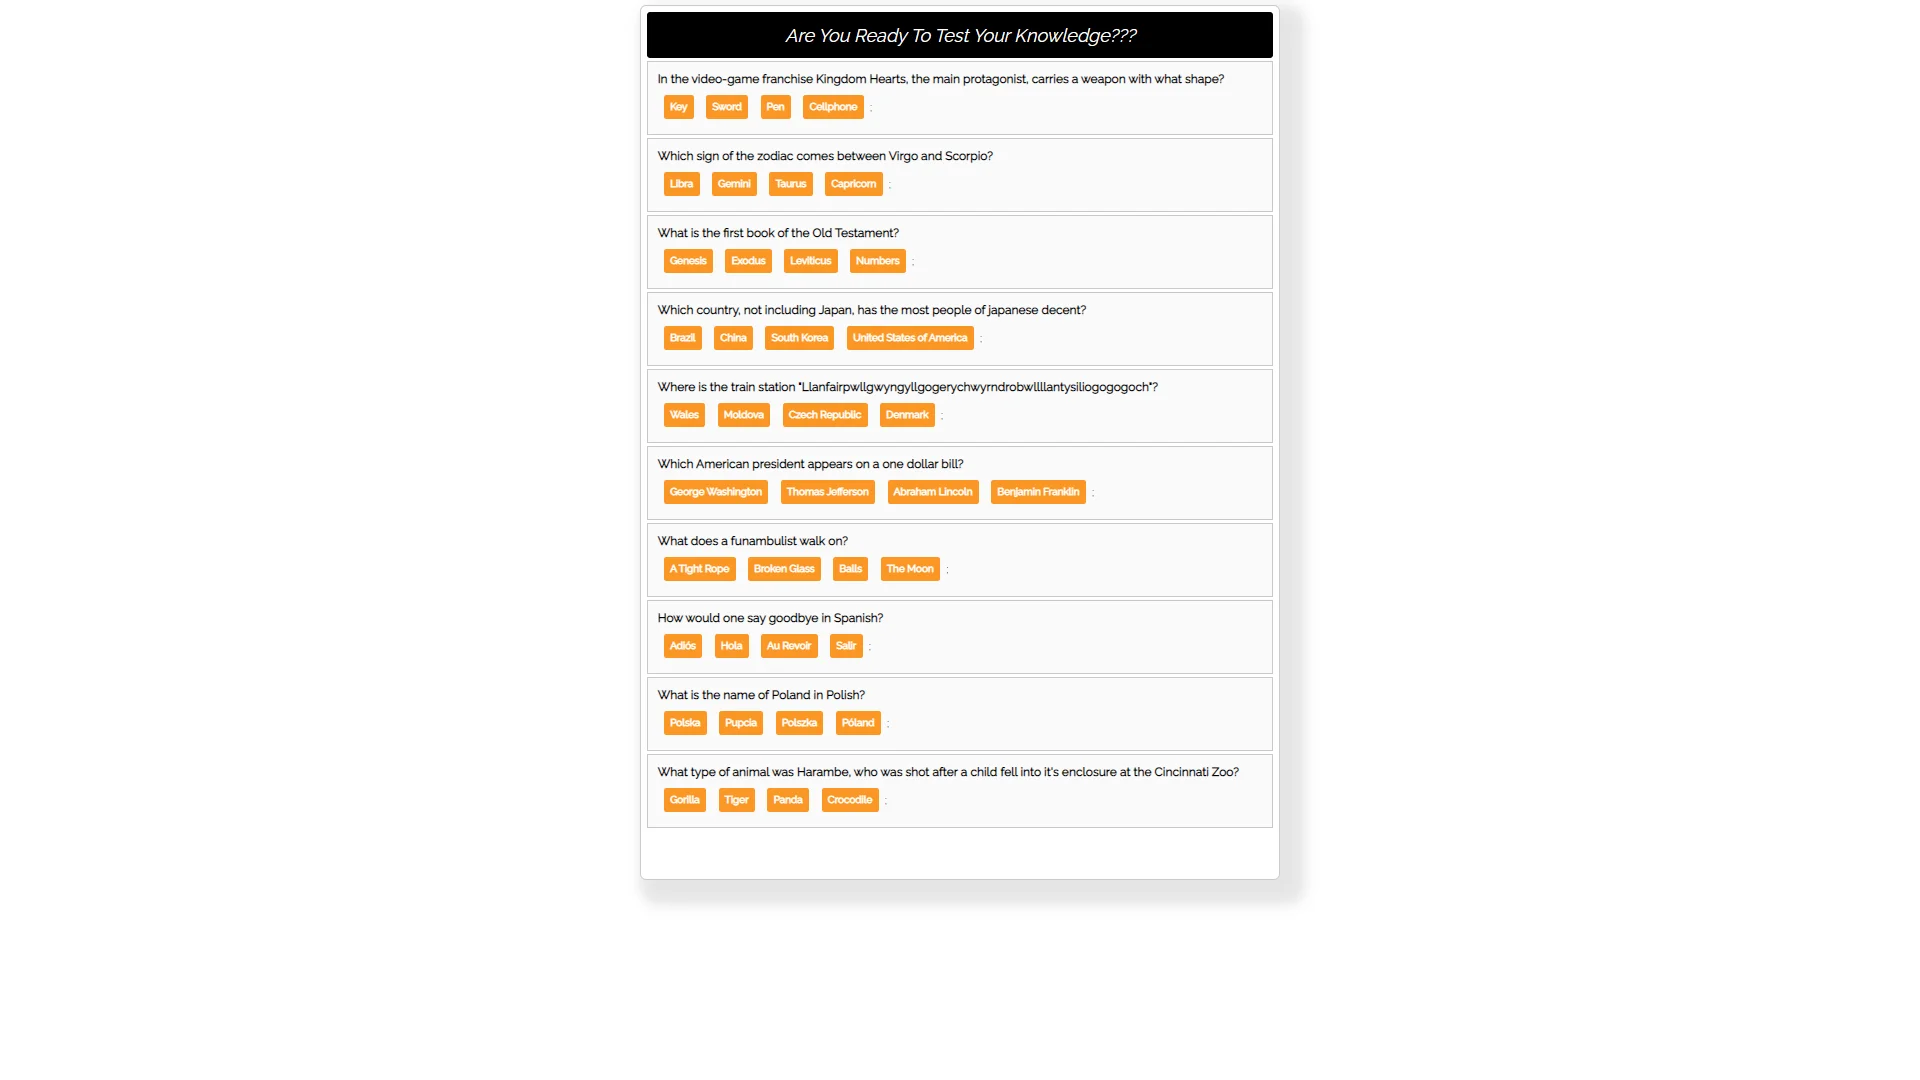 Are You Ready To Test Your Knowledge???
In the video-game franchise Kingdom Hearts, the main protagonist, carries a weapon with what shape?
Key Sword Pen Cellphone ;
Which sign of the zodiac comes between Virgo and Scorpio?
Libra Gemini Taurus Capricorn ;
What is the first book of the Old Testament?
Genesis Exodus Leviticus Numbers ;
Which country, not including Japan, has the most people of japanese decent?
Brazil China South Korea United States of America ;
Where is the train station "Llanfairpwllgwyngyllgogerychwyrndrobwllllantysiliogogogoch"?
Wales Moldova Czech Republic Denmark ;
Which American president appears on a one dollar bill?
George Washington Thomas Jefferson Abraham Lincoln Benjamin Franklin ;
What does a funambulist walk on?
A Tight Rope Broken Glass Balls The Moon ;
How would one say goodbye in Spanish?
Adiós Hola Au Revoir Salir ;
What is the name of Poland in Polish?
Polska Pupcia Polszka Póland ;
What type of animal was Harambe, who was shot after a child fell into it's enclosure at the Cincinnati Zoo?
Gorilla Tiger Panda Crocodile ;